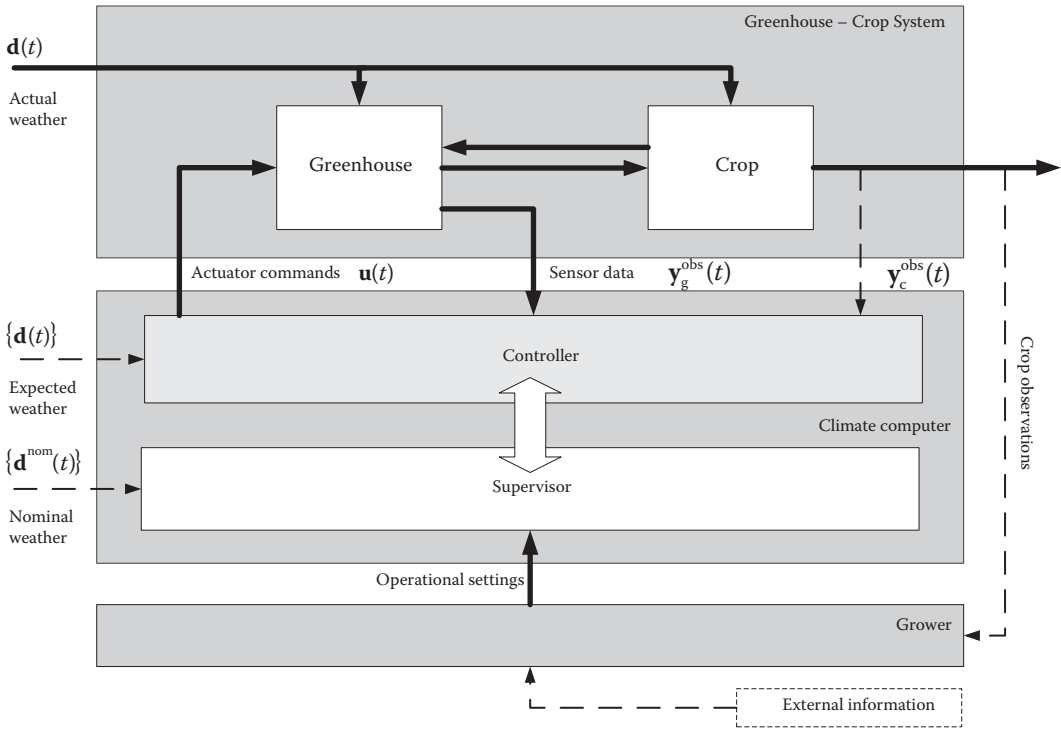 Greenhouse – Crop System
d(t)
Actual
weather
Greenhouse
Crop
Actuator commands u(t)
Sensor data
y_g^obs(t)
y_c^obs(t)
{d(t)}
Expected
weather
Controller
Crop observations
Climate computer
{d^nom(t)}
Nominal
weather
Supervisor
Operational settings
Grower
External information